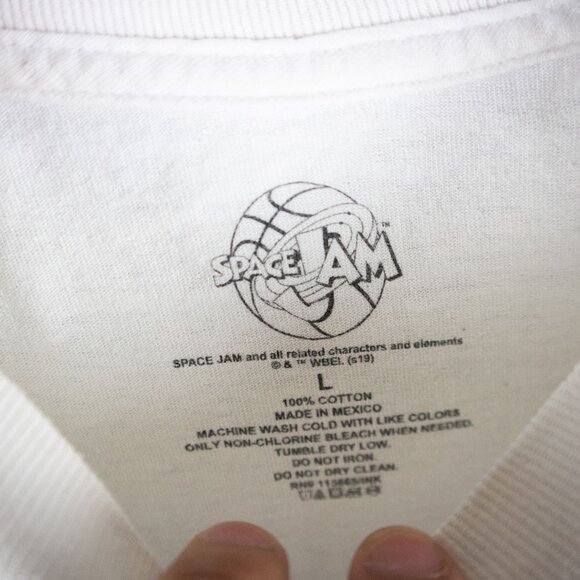 SPACE JAM™
SPACE JAM and all related characters and elements
© & ™ WBEI. (s19)
L
100% COTTON
MADE IN MEXICO
MACHINE WASH COLD WITH LIKE COLORS
ONLY NON-CHLORINE BLEACH WHEN NEEDED.
TUMBLE DRY LOW.
DO NOT IRON.
DO NOT DRY CLEAN.